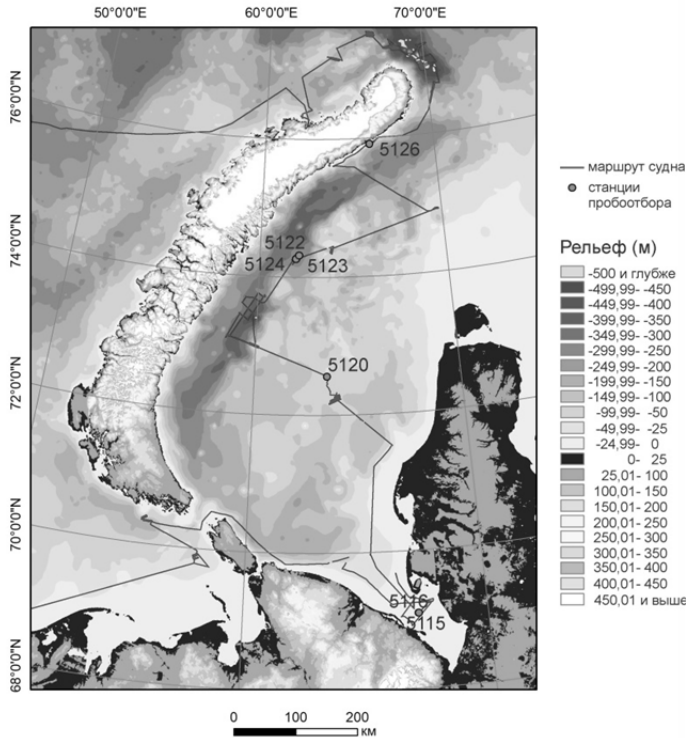 50°0'0"N
60°0'0"N
70°0'0"N
76°0'0"N
74°0'0"N
72°0'0"N
70°0'0"N
68°0'0"N
5126
5122
5124
5123
5120
5116
5115
0 100 200
км
маршрут судна
станции
пробоотбора
Рельеф (м)
-500 и глубже
-499,99- -450
-449,99- -400
-399,99- -350
-349,99- -300
-299,99- -250
-249,99- -200
-199,99- -150
-149,99- -100
-99,99- -50
-49,99- -25
-24,99- 0
0- 25
25,01- 100
100,01- 150
150,01- 200
200,01- 250
250,01- 300
300,01- 350
350,01- 400
400,01- 450
450,01 и выше